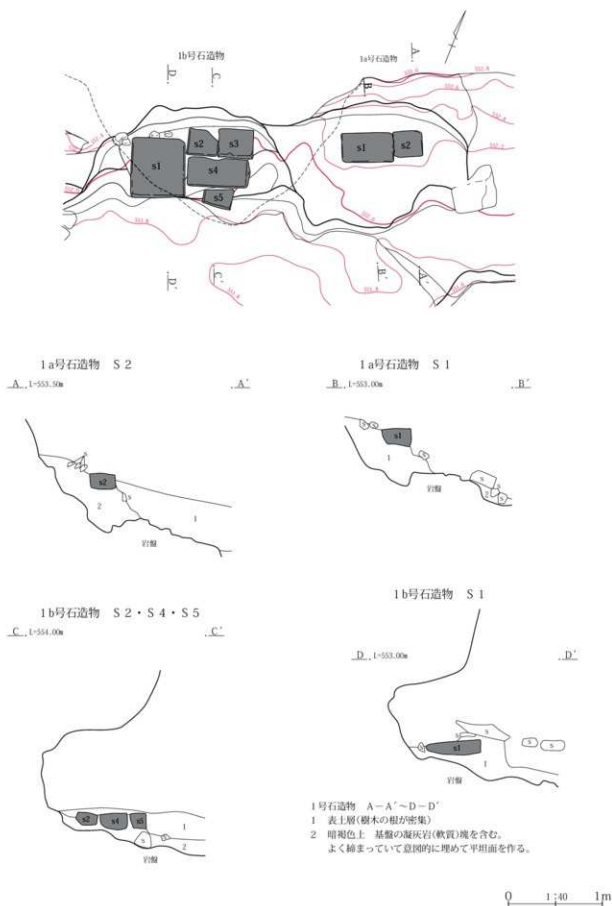 1b号石造物
1a号石造物
A
D
C
B
s1
s2
s3
s4
s5
s1
s2
D'
C'
B'
A'
1a号石造物 S2
A L=553.50m A'
s
s2
s
2
1
岩盤
1a号石造物 S1
B L=553.00m B'
s
s
s1
s
1
s
2
s
s
岩盤
1b号石造物 S2・S4・S5
C L=554.00m C'
s2
s4
s5
1
s
2
岩盤
1b号石造物 S1
D L=553.00m D'
s
s
s
s
s1
1
岩盤
1号石造物 A-A'~D-D'
1 表土層(樹木の根が密集)
2 暗褐色土 基盤の凝灰岩(軟質)塊を含む。
よく締まっていて意図的に埋めて平坦面を作る。
0 1:40 1m